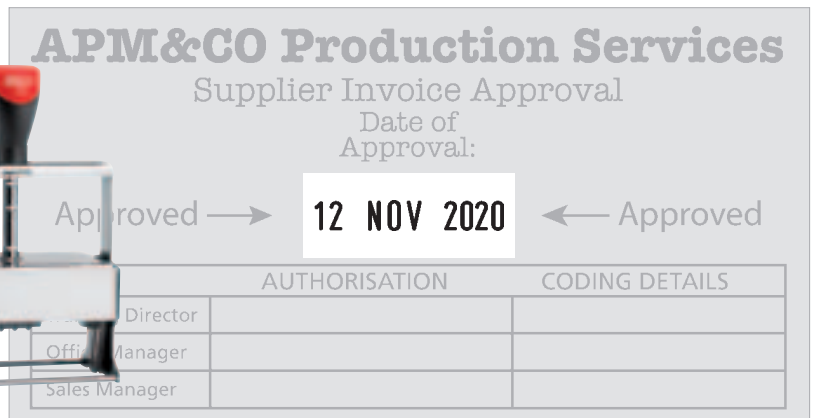 APM&CO Production Services
Supplier Invoice Approval
Date of
Approval:
Approved 12 NOV 2020 Approved
AUTHORISATION CODING DETAILS
Director
Manager
Sales Manager